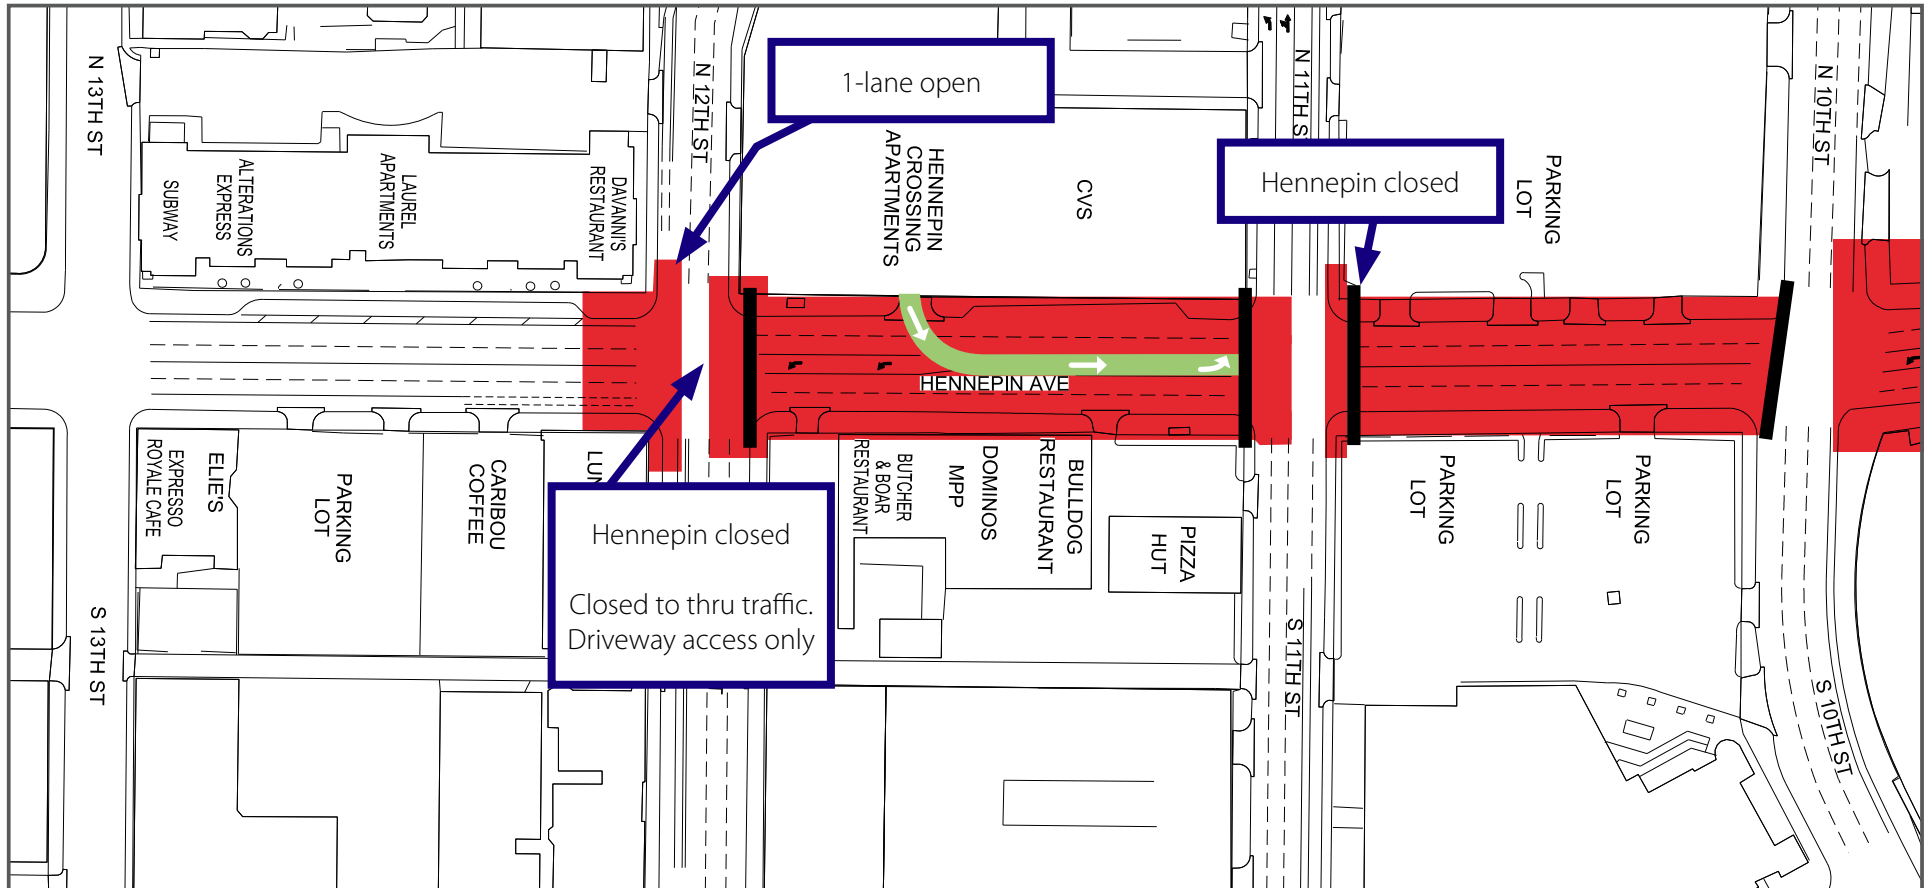 N 13TH ST
N 12TH ST
1-lane open
N 11TH S
N 10TH ST
Hennepin closed
SUBWAY
ALTERATIONS
EXPRESS
LAUREL
APARTMENTS
DAVANNI'S
RESTAURANT
HENNEPIN
CROSSING
APARTMENTS
CVS
PARKING
LOT
HENNEPIN AVE
EXPRESSO
ROYALE CAFE
ELIE'S
PARKING
LOT
CARIBOU
COFFEE
LUN
Hennepin closed
Closed to thru traffic.
Driveway access only
BUTCHER
& BOAR
RESTAURANT
MPP
DOMINOS
BULLDOG
RESTAURANT
PIZZA
HUT
PARKING
LOT
PARKING
LOT
S 13TH ST
S 11TH ST
S 10TH ST